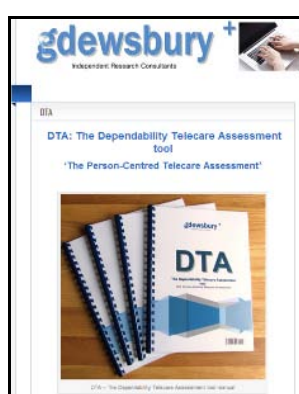 gdewsbury +
Independent Research Consultants
DTA
DTA: The Dependability Telecare Assessment
tool
'The Person-Centred Telecare Assessment'
gdewsbury +
DTA
The Dependability Telecare Assessment
tool
DTA – The Dependability Telecare Assessment tool manual